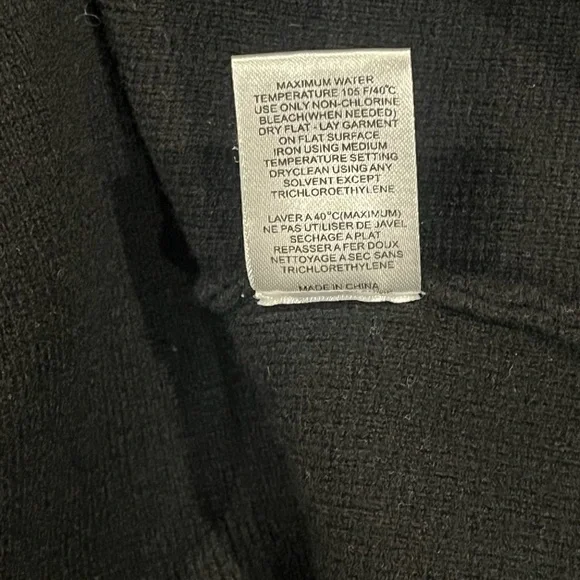 MAXIMUM WATER
TEMPERATURE 105 F/40°C
USE ONLY NON-CHLORINE
BLEACH(WHEN NEEDED)
DRY FLAT - LAY GARMENT
ON FLAT SURFACE
IRON USING MEDIUM
TEMPERATURE SETTING
DRYCLEAN USING ANY
SOLVENT EXCEPT
TRICHLOROETHYLENE
LAVER A 40°C(MAXIMUM)
NE PAS UTILISER DE JAVEL
SECHAGE A PLAT
REPASSER A FER DOUX
NETTOYAGE A SEC SANS
TRICHLORETHYLENE
MADE IN CHINA